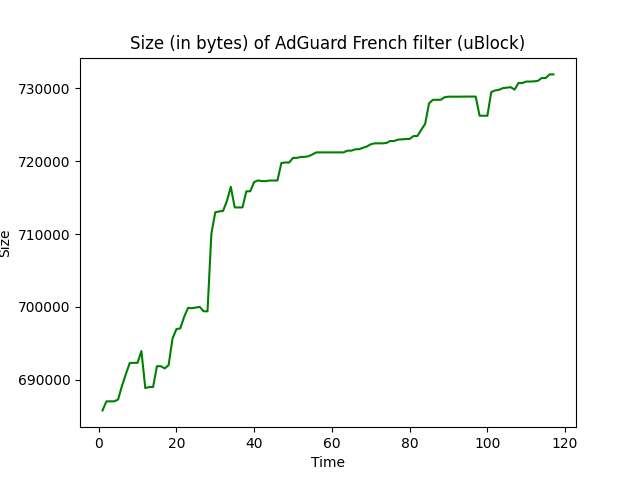 Size (in bytes) of AdGuard French filter (uBlock)
730000
720000
710000
700000
690000
Size
0 20 40 60 80 100 120
Time